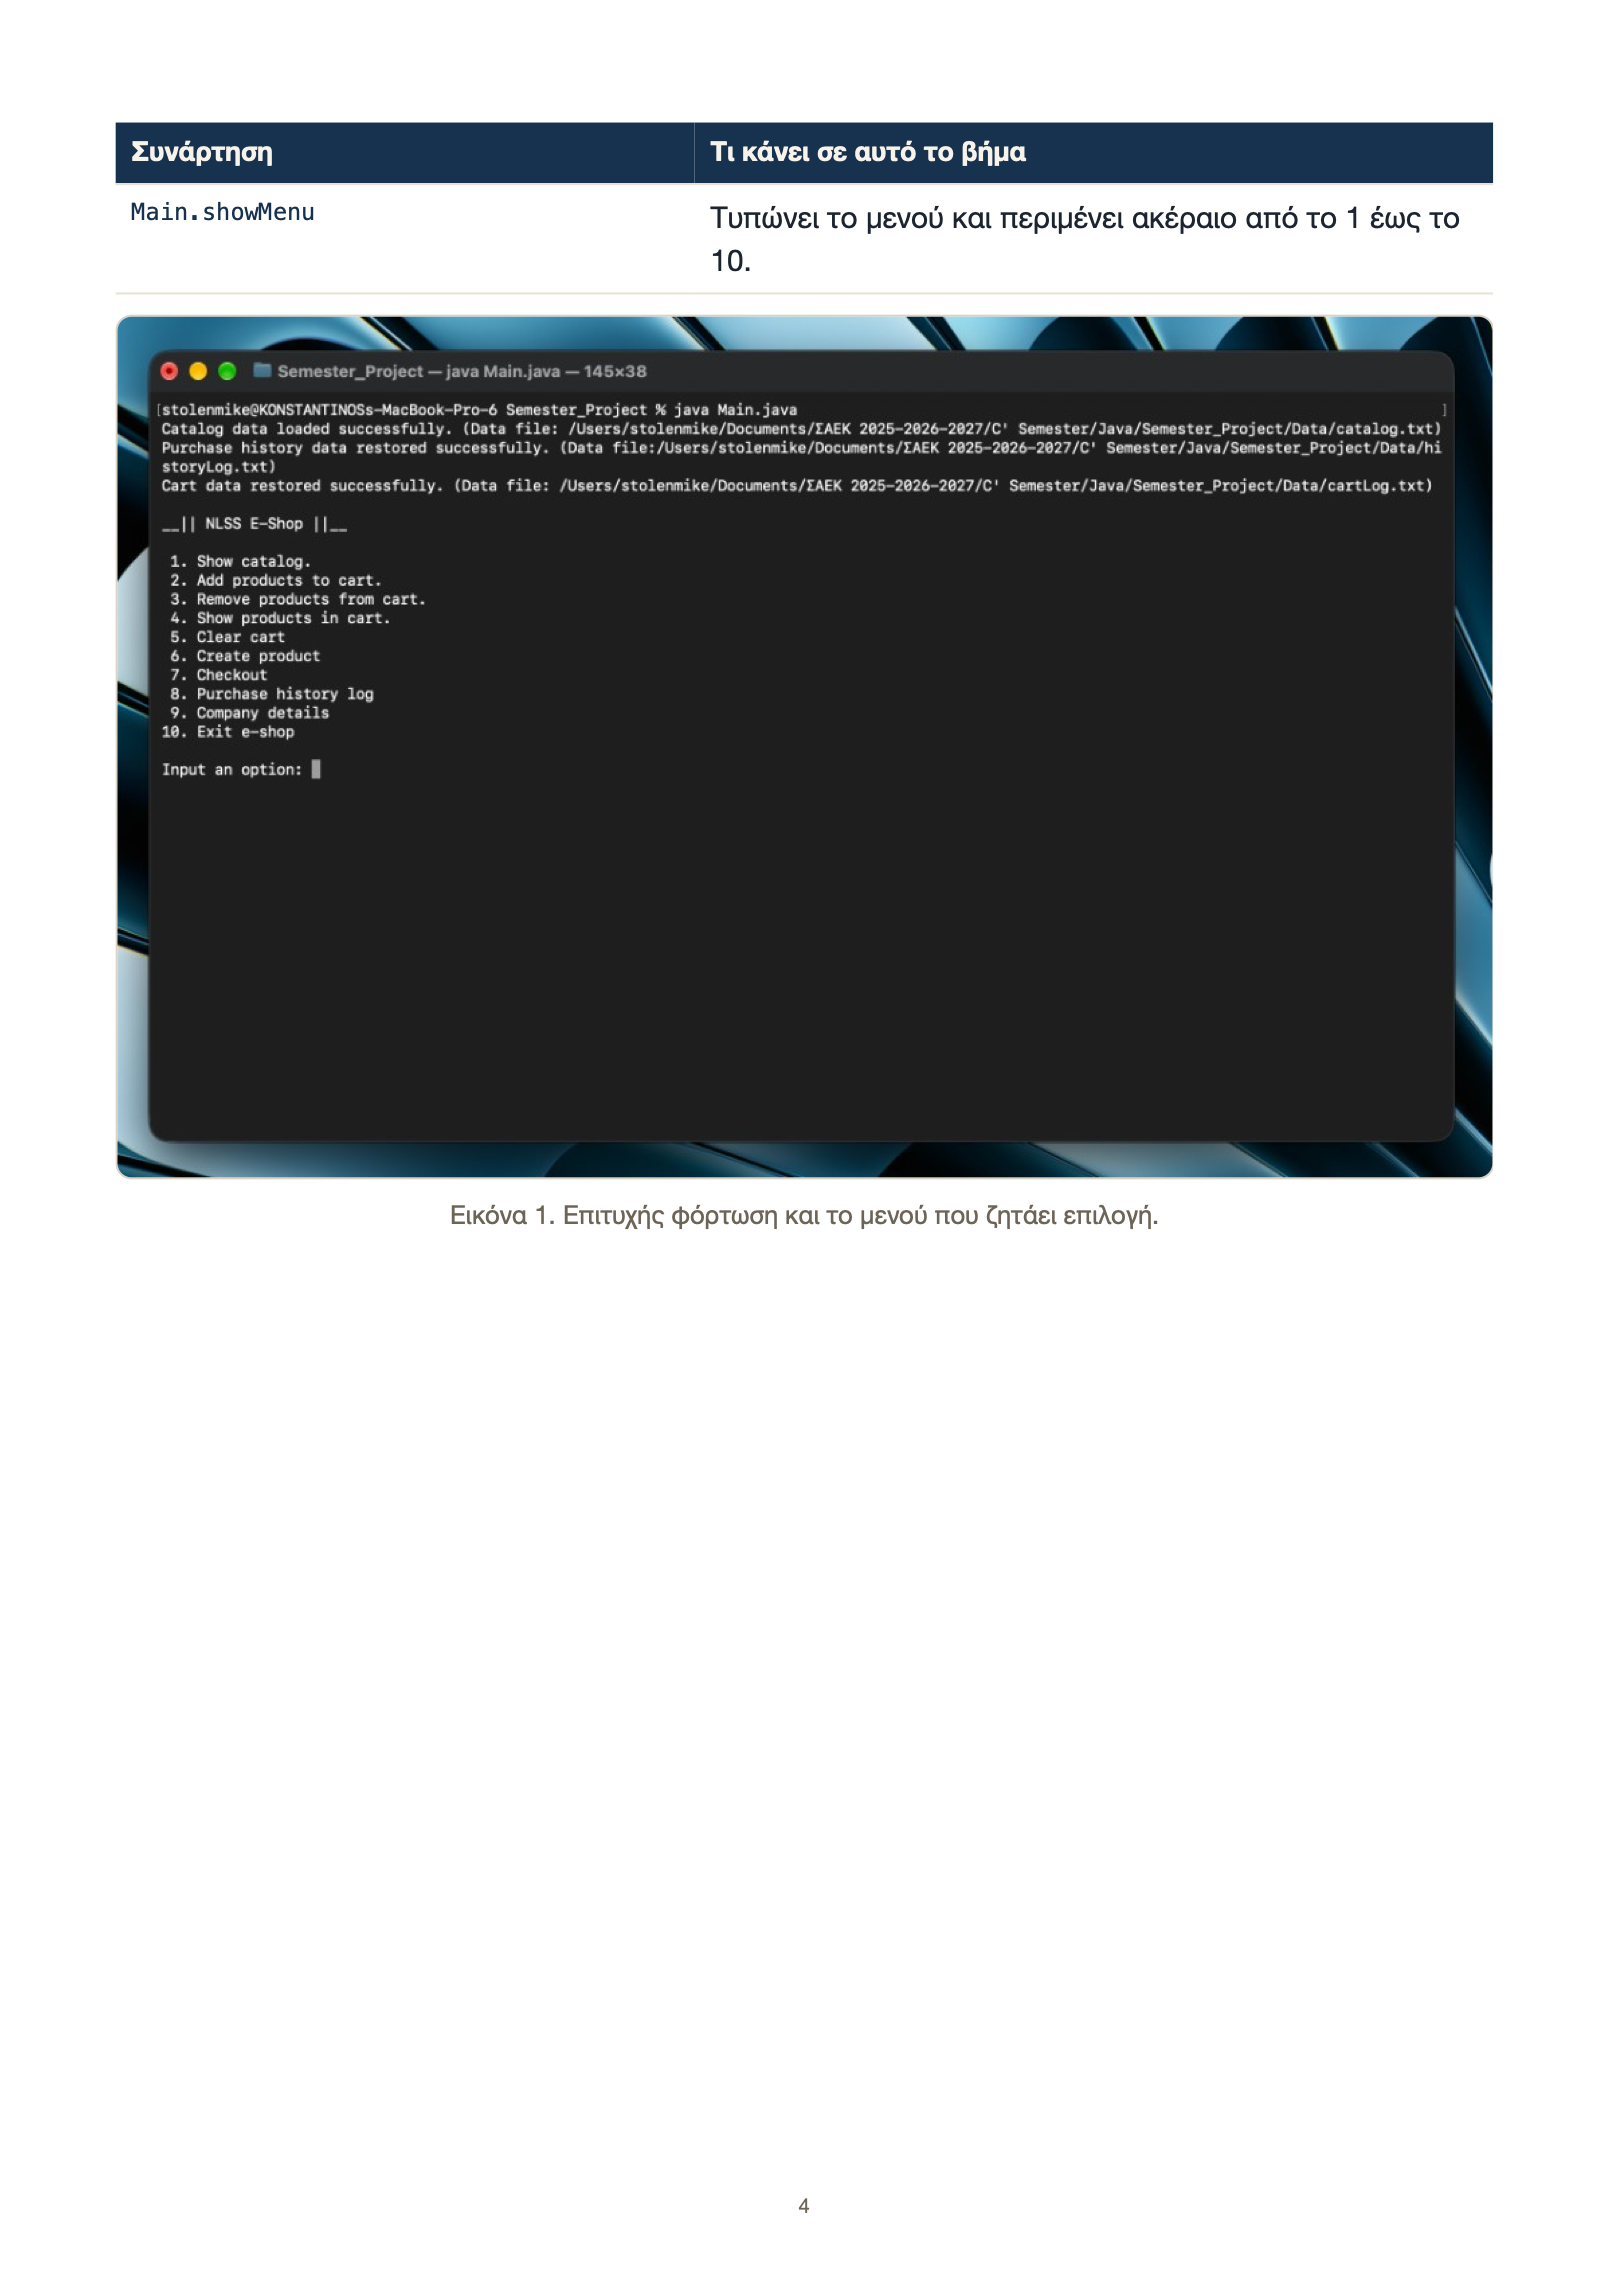 Συνάρτηση Τι κάνει σε αυτό το βήμα
Main.showMenu Τυπώνει το μενού και περιμένει ακέραιο από το 1 έως το
10.
Semester_Project — java Main.java — 145×38
[stolenmike@KONSTANTINOSs-MacBook-Pro-6 Semester_Project % java Main.java ]
Catalog data loaded successfully. (Data file: /Users/stolenmike/Documents/ΣΑΕΚ 2025-2026-2027/C' Semester/Java/Semester_Project/Data/catalog.txt)
Purchase history data restored successfully. (Data file:/Users/stolenmike/Documents/ΣΑΕΚ 2025-2026-2027/C' Semester/Java/Semester_Project/Data/hi
storyLog.txt)
Cart data restored successfully. (Data file: /Users/stolenmike/Documents/ΣΑΕΚ 2025-2026-2027/C' Semester/Java/Semester_Project/Data/cartLog.txt)
__|| NLSS E-Shop ||__
1. Show catalog.
2. Add products to cart.
3. Remove products from cart.
4. Show products in cart.
5. Clear cart
6. Create product
7. Checkout
8. Purchase history log
9. Company details
10. Exit e-shop
Input an option:
Εικόνα 1. Επιτυχής φόρτωση και το μενού που ζητάει επιλογή.
4